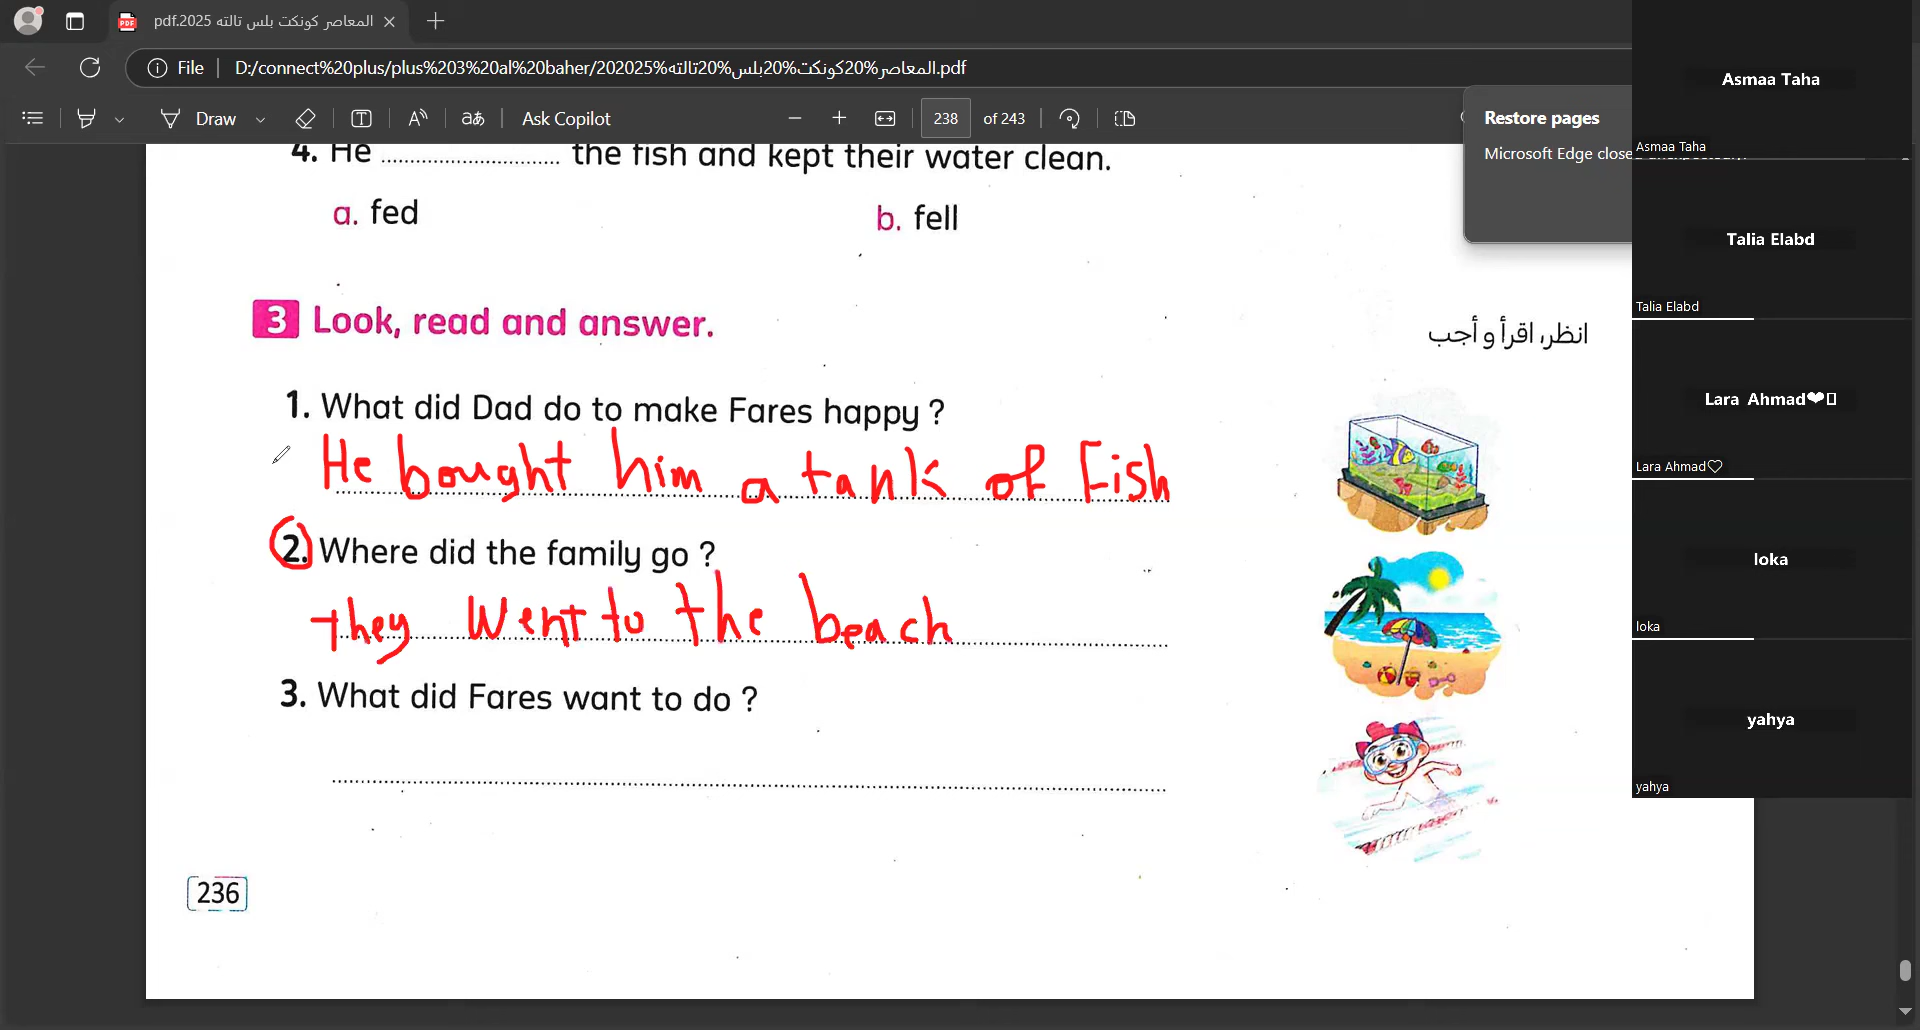 المعاصر كونكت بلس تالته 2025.pdf
File
D:/connect%20plus/plus%203%20al%20baher/202025%المعاصر%20كونكت%20بلس%20تالته.pdf
Draw
aあ
Ask Copilot
238 of 243
Restore pages
Microsoft Edge close
4. He ........................ the fish and kept their water clean.
a. fed b. fell
3 Look, read and answer.
انظر، اقرأ و أجب
1. What did Dad do to make Fares happy ?
He bought him a tank of Fish
2. Where did the family go ?
they went to the beach
3. What did Fares want to do ?
236
Asmaa Taha
Asmaa Taha
Talia Elabd
Talia Elabd
Lara Ahmad❤
Lara Ahmad♡
loka
loka
yahya
yahya